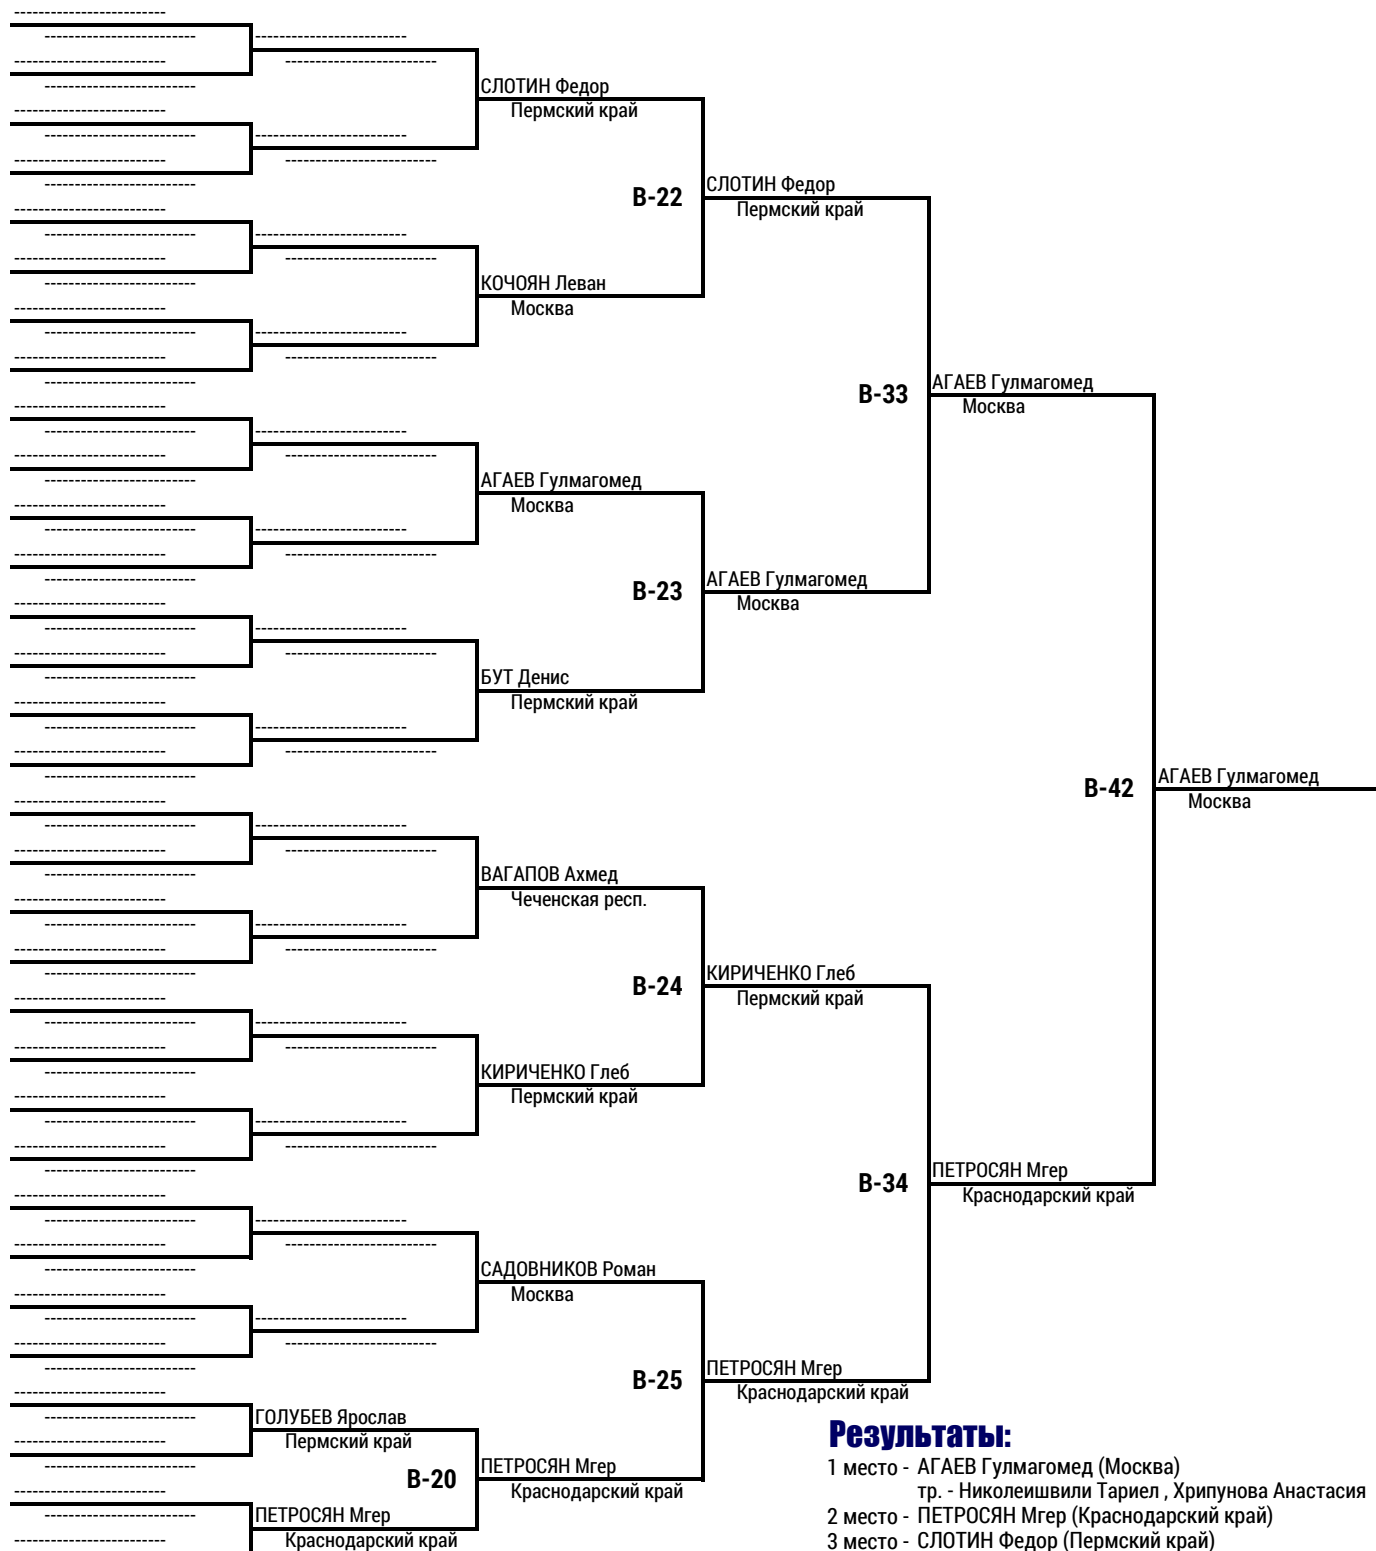 СЛОТИН Федор
Пермский край
B-22
СЛОТИН Федор
Пермский край
КОЧОЯН Леван
Москва
B-33
АГАЕВ Гулмагомед
Москва
АГАЕВ Гулмагомед
Москва
B-23
АГАЕВ Гулмагомед
Москва
БУТ Денис
Пермский край
B-42
АГАЕВ Гулмагомед
Москва
ВАГАПОВ Ахмед
Чеченская респ.
B-24
КИРИЧЕНКО Глеб
Пермский край
КИРИЧЕНКО Глеб
Пермский край
B-34
ПЕТРОСЯН Мгер
Краснодарский край
САДОВНИКОВ Роман
Москва
B-25
ПЕТРОСЯН Мгер
Краснодарский край
ГОЛУБЕВ Ярослав
Пермский край
B-20
ПЕТРОСЯН Мгер
Краснодарский край
ПЕТРОСЯН Мгер
Краснодарский край
Результаты:
1 место - АГАЕВ Гулмагомед (Москва)
тр. - Николеишвили Тариел , Хрипунова Анастасия
2 место - ПЕТРОСЯН Мгер (Краснодарский край)
3 место - СЛОТИН Федор (Пермский край)